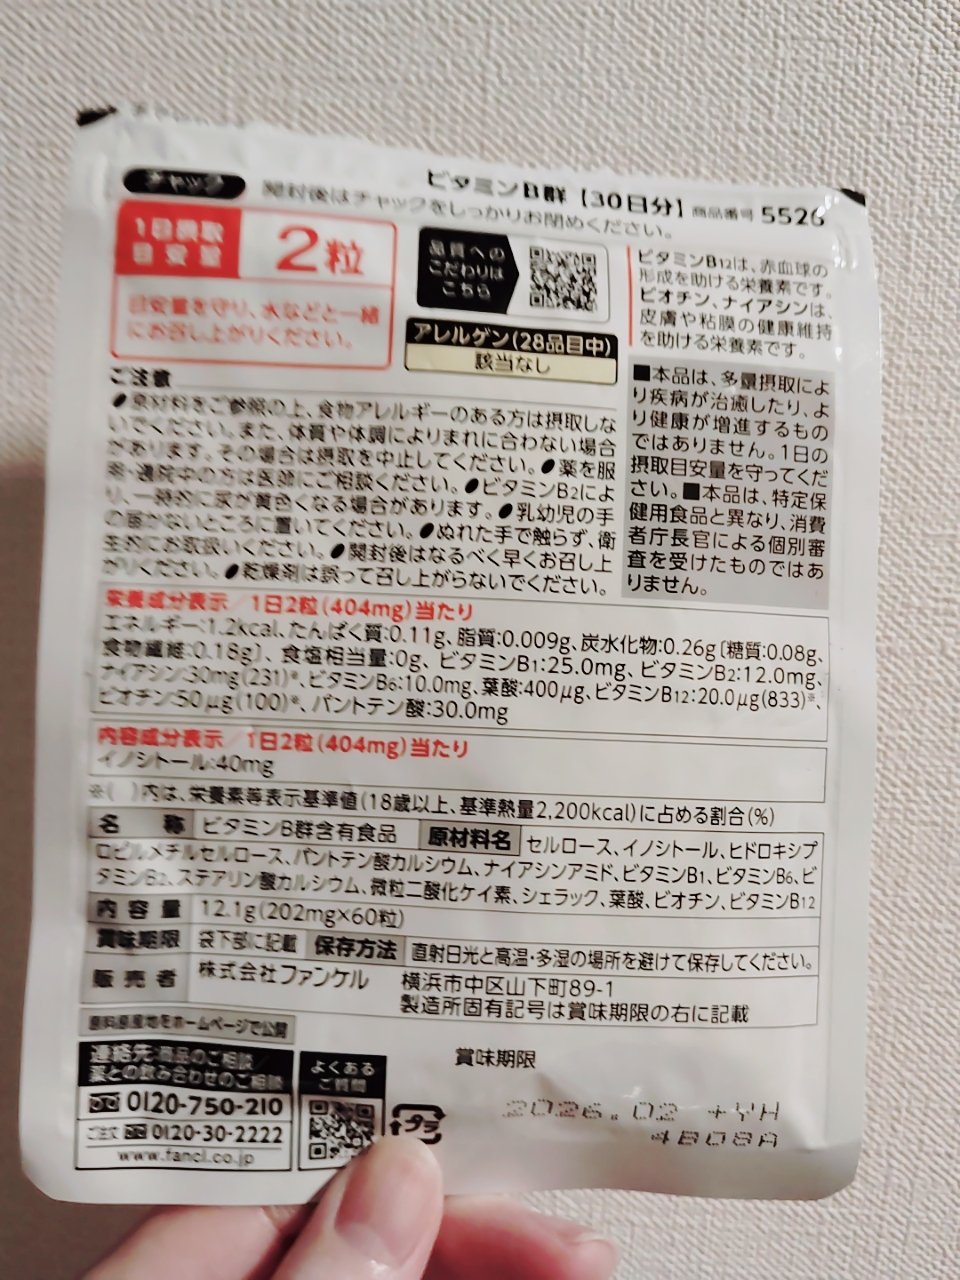 チャック
ビタミンB群【30日分】商品番号 5526
開封後はチャックをしっかりお閉めください。
1日摂取
目安量
2粒
目安量を守り、水などと一緒
にお召し上がりください。
品質への
こだわりは
こちら
アレルゲン(28品目中)
該当なし
ビタミンB12は、赤血球の
形成を助ける栄養素です。
ビオチン、ナイアシンは、
皮膚や粘膜の健康維持
を助ける栄養素です。
■本品は、多量摂取によ
り疾病が治癒したり、よ
り健康が増進するもの
ではありません。1日の
摂取目安量を守ってくだ
さい。■本品は、特定保
健用食品と異なり、消費
者庁長官による個別審
査を受けたものではあ
りません。
ご注意
●原材料をご参照の上、食物アレルギーのある方は摂取しな
いでください。また、体質や体調によりまれに合わない場合
があります。その場合は摂取を中止してください。●薬を服
用・通院中の方は医師にご相談ください。●ビタミンB2によ
り、一時的に尿が黄色くなる場合があります。●乳幼児の手
の届かないところに置いてください。●ぬれた手で触らず、衛
生的にお取扱いください。●開封後はなるべく早くお召し上
がりください。●乾燥剤は誤って召し上がらないでください。
栄養成分表示/1日2粒(404mg)当たり
エネルギー:1.2kcal、たんぱく質:0.11g、脂質:0.009g、炭水化物:0.26g〔糖質:0.08g、
食物繊維:0.18g〕、食塩相当量:0g、ビタミンB1:25.0mg、ビタミンB2:12.0mg、
ナイアシン:30mg(231)※、ビタミンB6:10.0mg、葉酸:400μg、ビタミンB12:20.0μg(833)※、
ビオチン:50μg(100)※、パントテン酸:30.0mg
内容成分表示/1日2粒(404mg)当たり
イノシトール:40mg
※( )内は、栄養素等表示基準値(18歳以上、基準熱量2,200kcal)に占める割合(%)
名 称 ビタミンB群含有食品 原材料名 セルロース、イノシトール、ヒドロキシプ
ロピルメチルセルロース、パントテン酸カルシウム、ナイアシンアミド、ビタミンB1、ビタミンB6、ビ
タミンB2、ステアリン酸カルシウム、微粒二酸化ケイ素、シェラック、葉酸、ビオチン、ビタミンB12
内容量 12.1g(202mg×60粒)
賞味期限 袋下部に記載 保存方法 直射日光と高温・多湿の場所を避けて保存してください。
販売者 株式会社ファンケル 横浜市中区山下町89-1
製造所固有記号は賞味期限の右に記載
原料原産地をホームページで公開
連絡先 商品のご相談/
薬との飲み合わせのご相談
0120-750-210
ご注文 0120-30-2222
www.fancl.co.jp
よくある
ご質問
プラ
賞味期限
2026.02 +YH
4808A